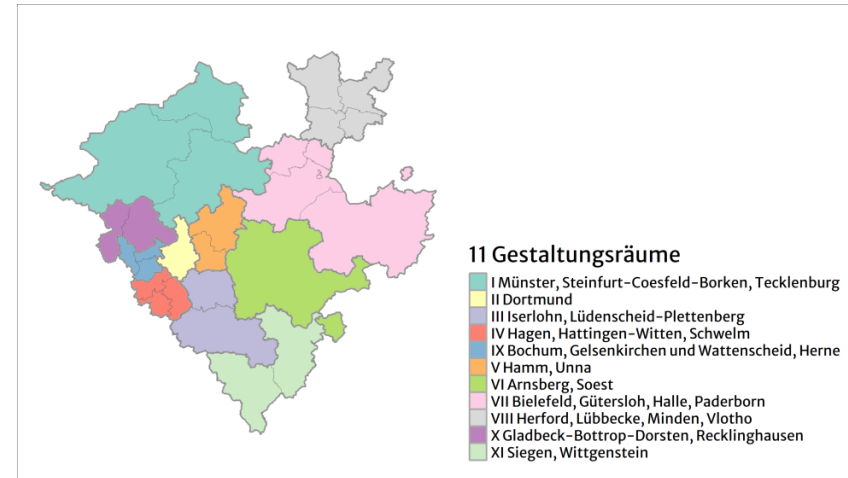 11 Gestaltungsräume
I Münster, Steinfurt-Coesfeld-Borken, Tecklenburg
II Dortmund
III Iserlohn, Lüdenscheid-Plettenberg
IV Hagen, Hattingen-Witten, Schwelm
IX Bochum, Gelsenkirchen und Wattenscheid, Herne
V Hamm, Unna
VI Arnsberg, Soest
VII Bielefeld, Gütersloh, Halle, Paderborn
VIII Herford, Lübbecke, Minden, Vlotho
X Gladbeck-Bottrop-Dorsten, Recklinghausen
XI Siegen, Wittgenstein